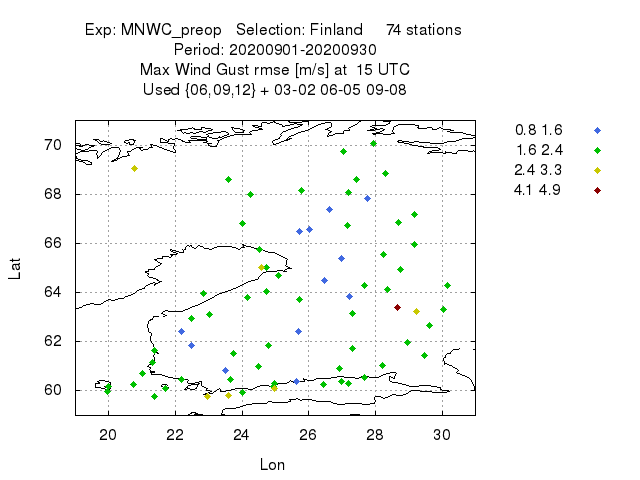 Exp: MNWC_preop   Selection: Finland     74 stations
Period: 20200901-20200930
Max Wind Gust rmse [m/s] at  15 UTC
Used {06,09,12} + 03-02 06-05 09-08
0.8 1.6
1.6 2.4
2.4 3.3
4.1 4.9
70
68
66
64
62
60
Lat
20 22 24 26 28 30
Lon